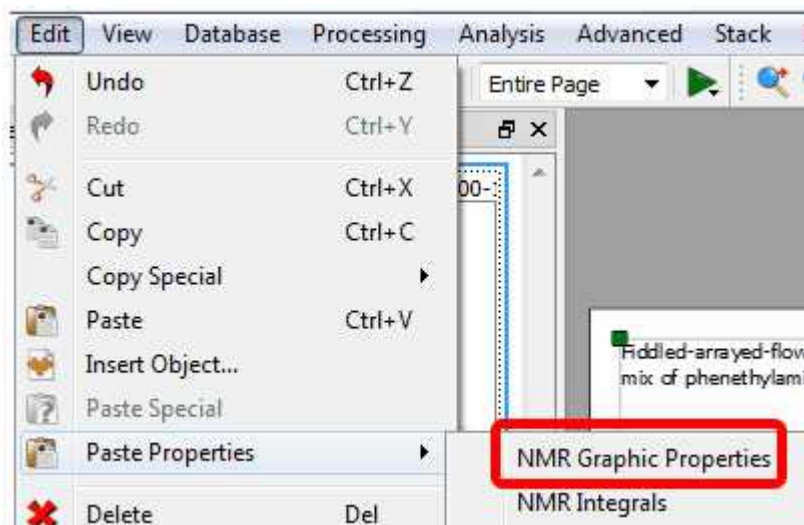 Edit View Database Processing Analysis Advanced Stack
Undo Ctrl+Z Entire Page
Redo Ctrl+Y
Cut Ctrl+X 00-
Copy Ctrl+C
Copy Special
Paste Ctrl+V
Insert Object... Fiddled-arrayed-flow
Paste Special mix of phenethylami
Paste Properties NMR Graphic Properties
NMR Integrals
Delete Del